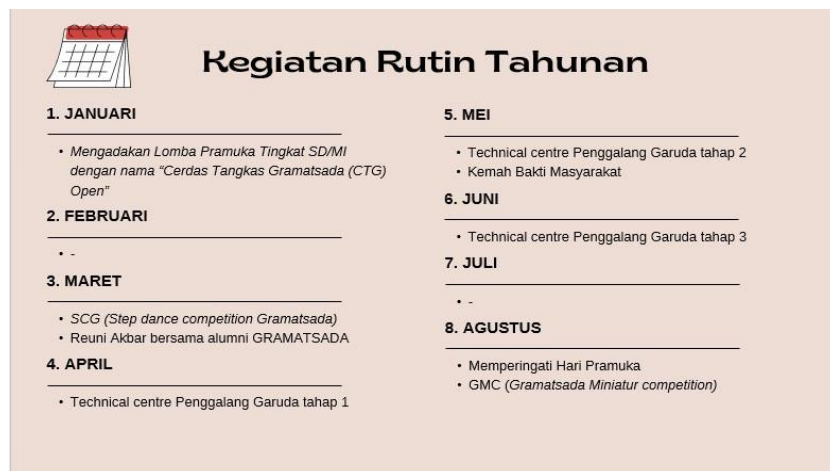 Kegiatan Rutin Tahunan
1. JANUARI
• Mengadakan Lomba Pramuka Tingkat SD/MI
dengan nama “Cerdas Tangkas Gramatsada (CTG)
Open”
2. FEBRUARI
• -
3. MARET
• SCG (Step dance competition Gramatsada)
• Reuni Akbar bersama alumni GRAMATSADA
4. APRIL
• Technical centre Penggalang Garuda tahap 1
5. MEI
• Technical centre Penggalang Garuda tahap 2
• Kemah Bakti Masyarakat
6. JUNI
• Technical centre Penggalang Garuda tahap 3
7. JULI
• -
8. AGUSTUS
• Memperingati Hari Pramuka
• GMC (Gramatsada Miniatur competition)